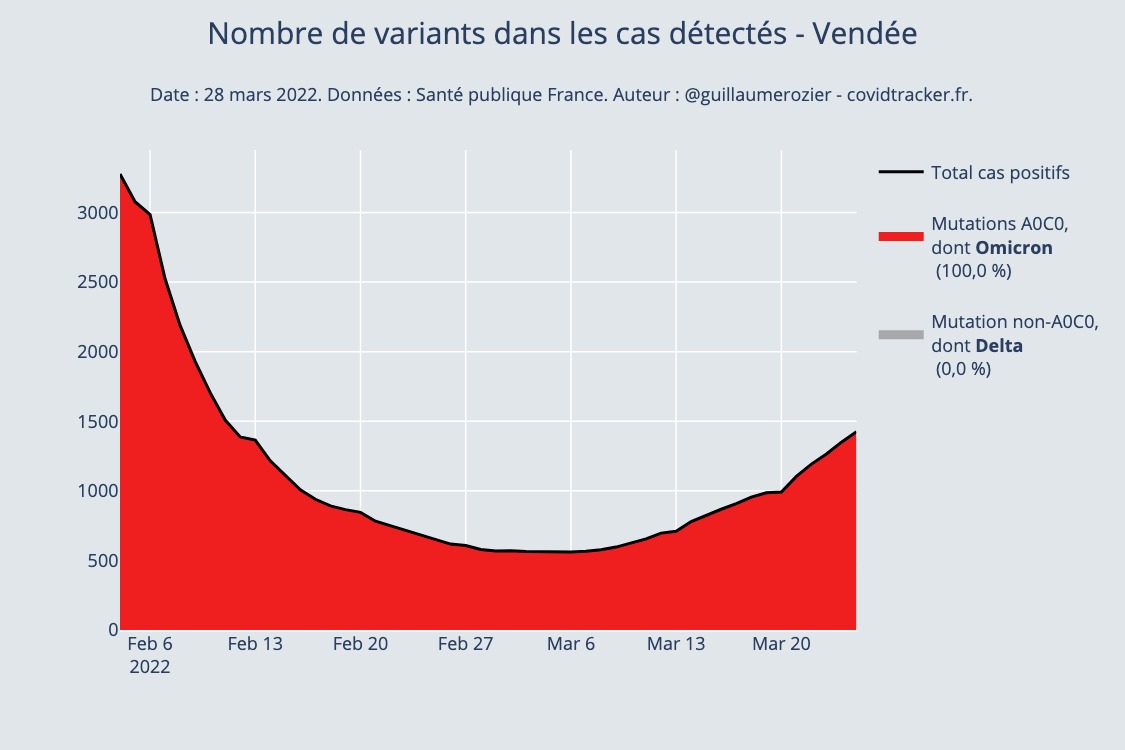 Nombre de variants dans les cas détectés - Vendée
Date : 28 mars 2022. Données : Santé publique France. Auteur : @guillaumerozier - covidtracker.fr.
Total cas positifs
Mutations A0C0,
dont Omicron
(100,0 %)
Mutation non-A0C0,
dont Delta
(0,0 %)
3000
2500
2000
1500
1000
500
0
Feb 6 Feb 13 Feb 20 Feb 27 Mar 6 Mar 13 Mar 20
2022